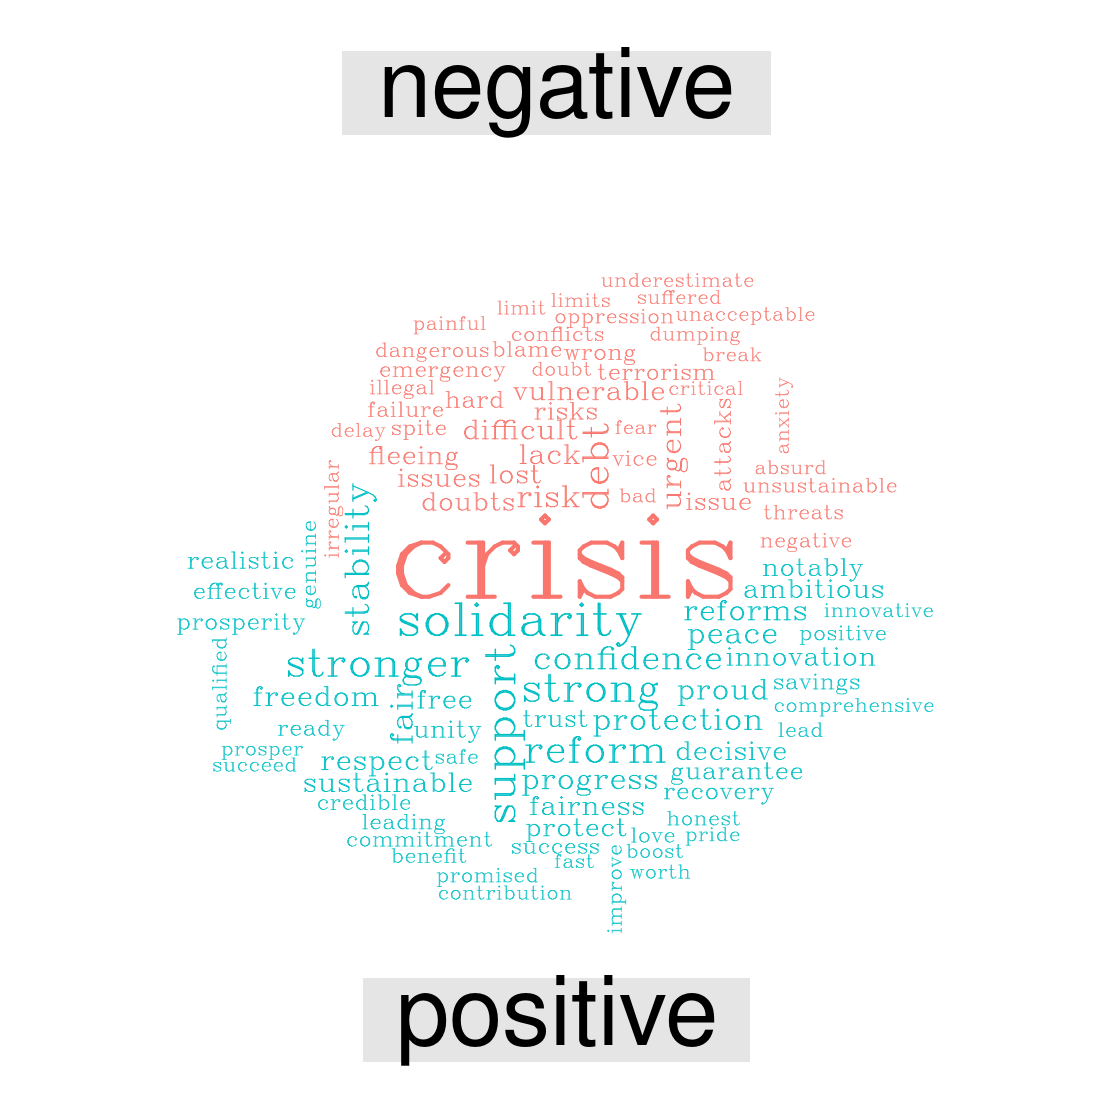 negative
underestimate
limit limits suffered
painful oppression unacceptable
conflicts dumping
dangerous blame wrong break
emergency doubt terrorism
illegal hard vulnerable critical
failure risks anxiety
delay spite difficult debt fear urgent attacks
fleeing lack vice absurd
issues lost unsustainable
irregular doubts risk bad issue
threats
crisis negative
stability
genuine
realistic notably
effective ambitious
solidarity reforms innovative
prosperity peace positive
stronger confidence innovation
qualified freedom fair free support strong proud savings
comprehensive
ready unity trust protection lead
prosper respect safe reform decisive
succeed sustainable progress guarantee
credible fairness recovery
leading protect honest
commitment success love pride
benefit fast improve boost
promised worth
contribution
positive